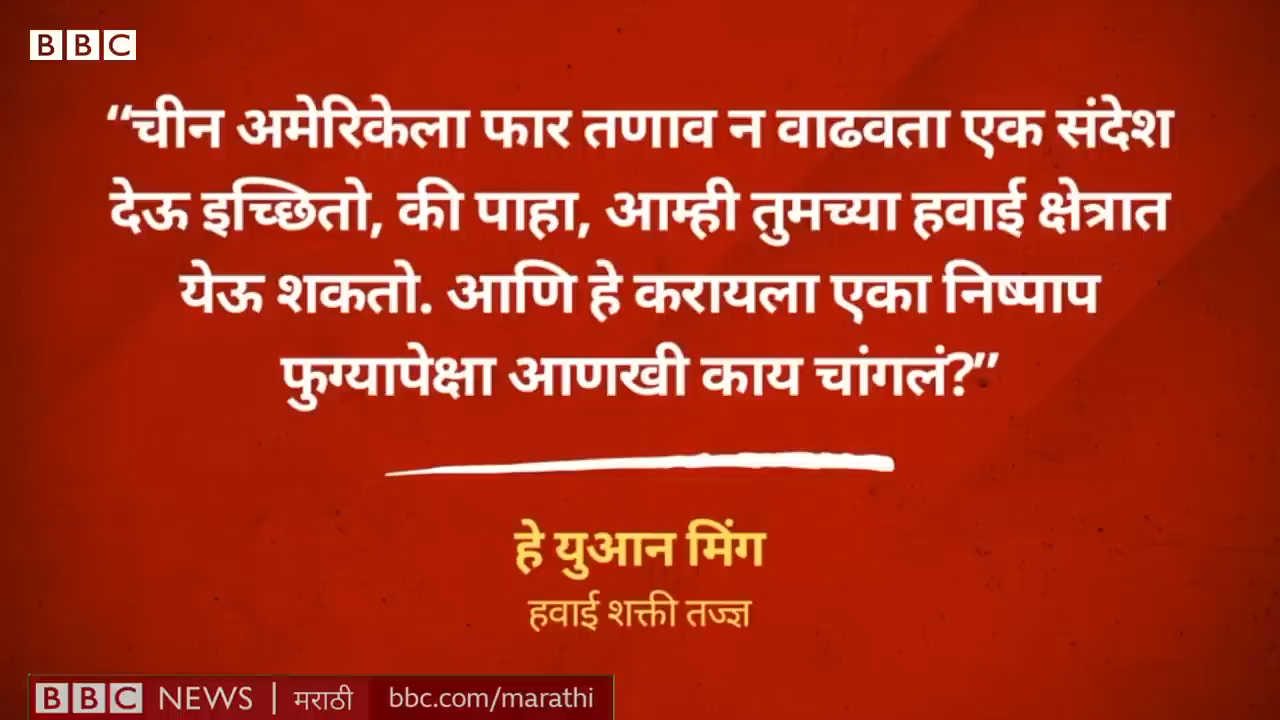 BBC
“चीन अमेरिकेला फार तणाव न वाढवता एक संदेश
देऊ इच्छितो, की पाहा, आम्ही तुमच्या हवाई क्षेत्रात
येऊ शकतो. आणि हे करायला एका निष्पाप
फुग्यापेक्षा आणखी काय चांगलं?”
हे युआन मिंग
हवाई शक्ती तज्ज्ञ
BBC NEWS | मराठी bbc.com/marathi